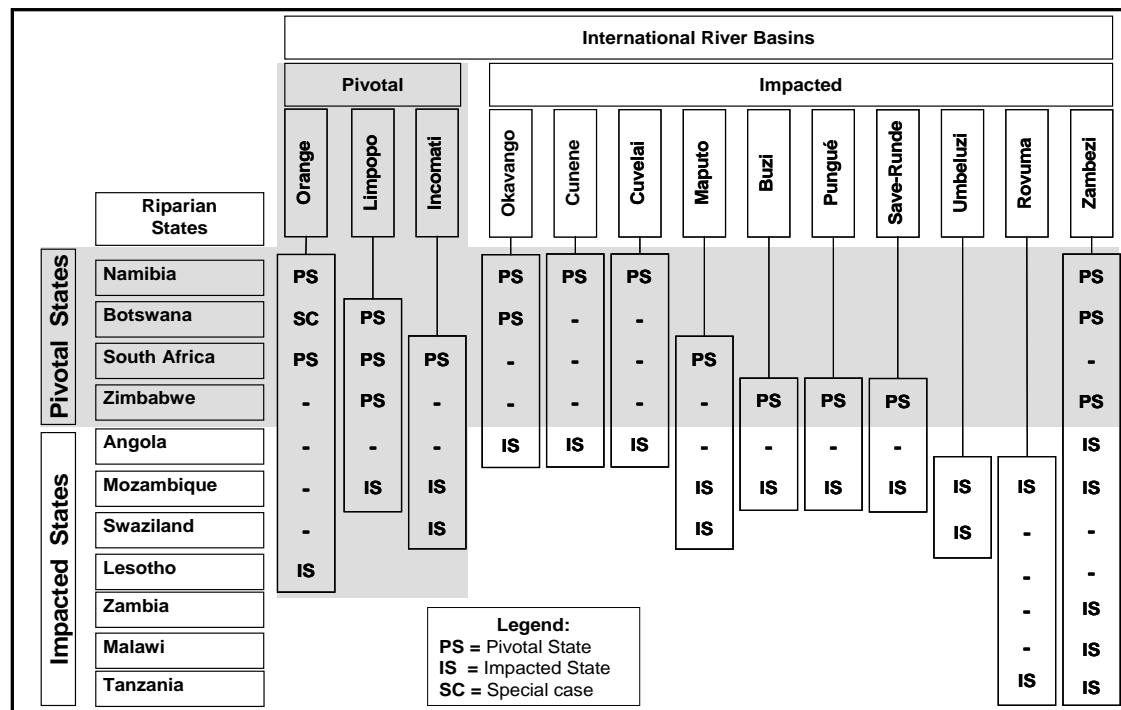 International River Basins
Pivotal
Impacted
Orange
Limpopo
Incomati
Okavango
Cunene
Cuvelai
Maputo
Buzi
Pungué
Save-Runde
Umbeluzi
Rovuma
Zambezi
Riparian
States
Pivotal States
Namibia PS PS PS PS PS
Botswana SC PS PS - - PS
South Africa PS PS PS - - - PS -
Zimbabwe - PS - - - - - PS PS PS PS
Impacted States
Angola - - - IS IS IS - - - - IS
Mozambique - IS IS IS IS IS IS IS IS IS
Swaziland - IS IS IS - -
Lesotho IS - -
Zambia - IS
Malawi - IS
Tanzania IS IS
Legend:
PS = Pivotal State
IS = Impacted State
SC = Special case